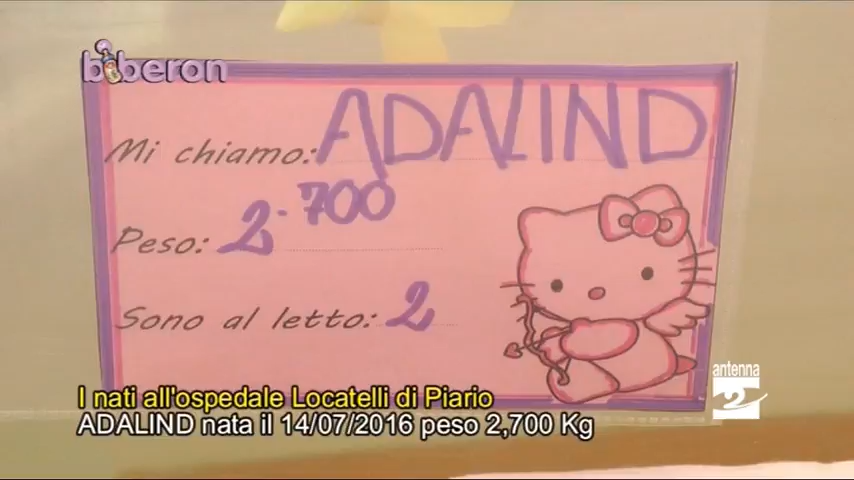 biberon
Mi chiamo: ADALIND
Peso: 2.700
Sono al letto: 2
antenna
2
I nati all'ospedale Locatelli di Piario
ADALIND nata il 14/07/2016 peso 2,700 Kg